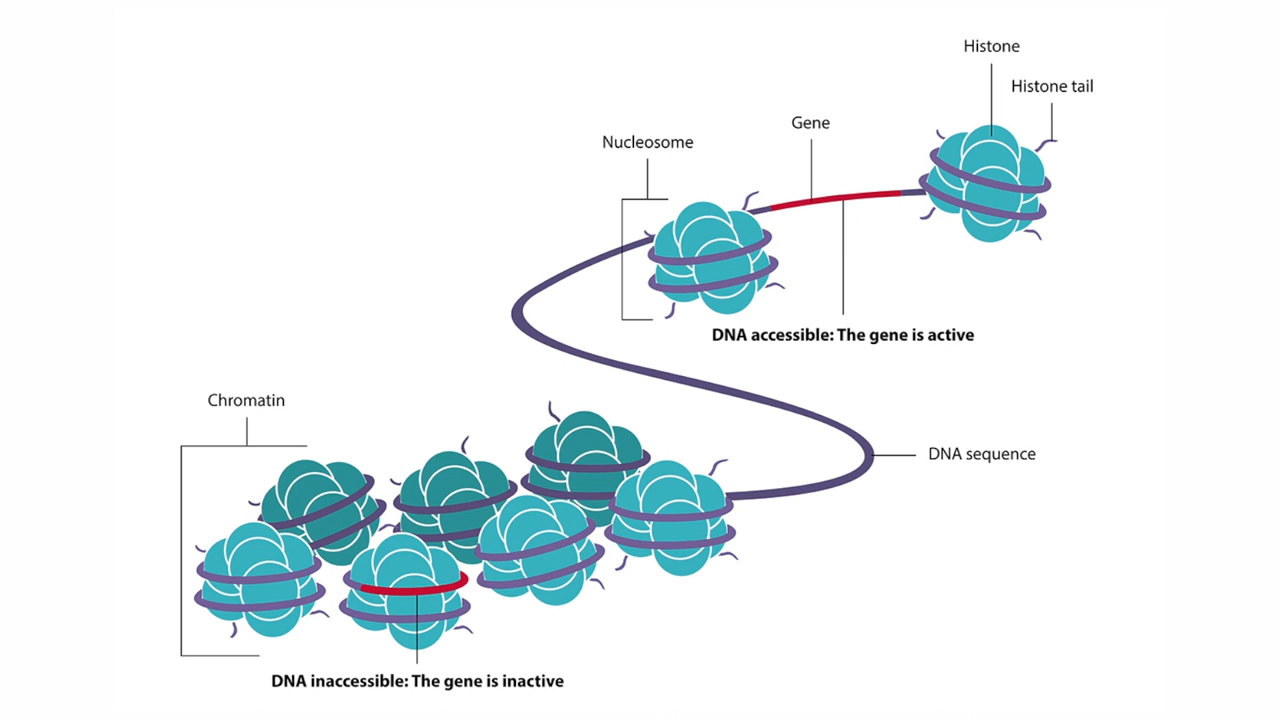 Histone
Histone tail
Gene
Nucleosome
DNA accessible: The gene is active
Chromatin
DNA sequence
DNA inaccessible: The gene is inactive